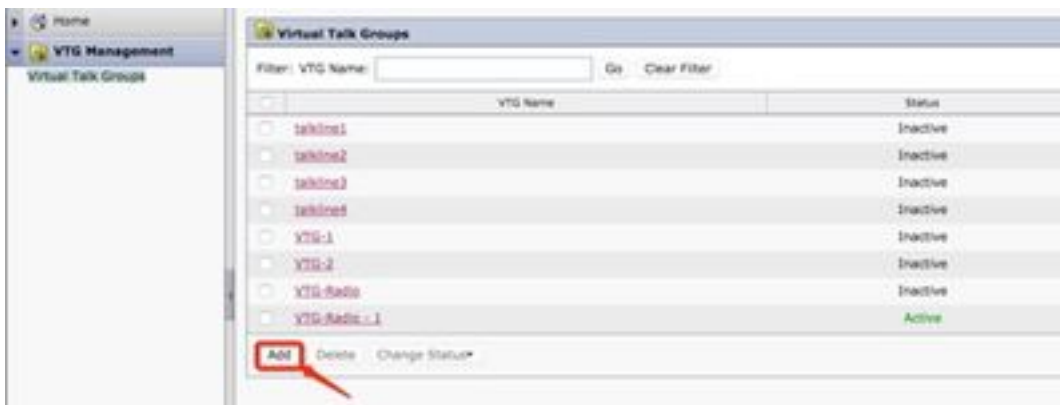 Home
VTG Management
Virtual Talk Groups
Virtual Talk Groups
Filter: VTG Name: Go Clear Filter
VTG Name Status
talkline1 Inactive
talkline2 Inactive
talkline3 Inactive
talkline4 Inactive
VTG-1 Inactive
VTG-2 Inactive
VTG-Radio Inactive
VTG-Radio - 1 Active
Add Delete Change Status